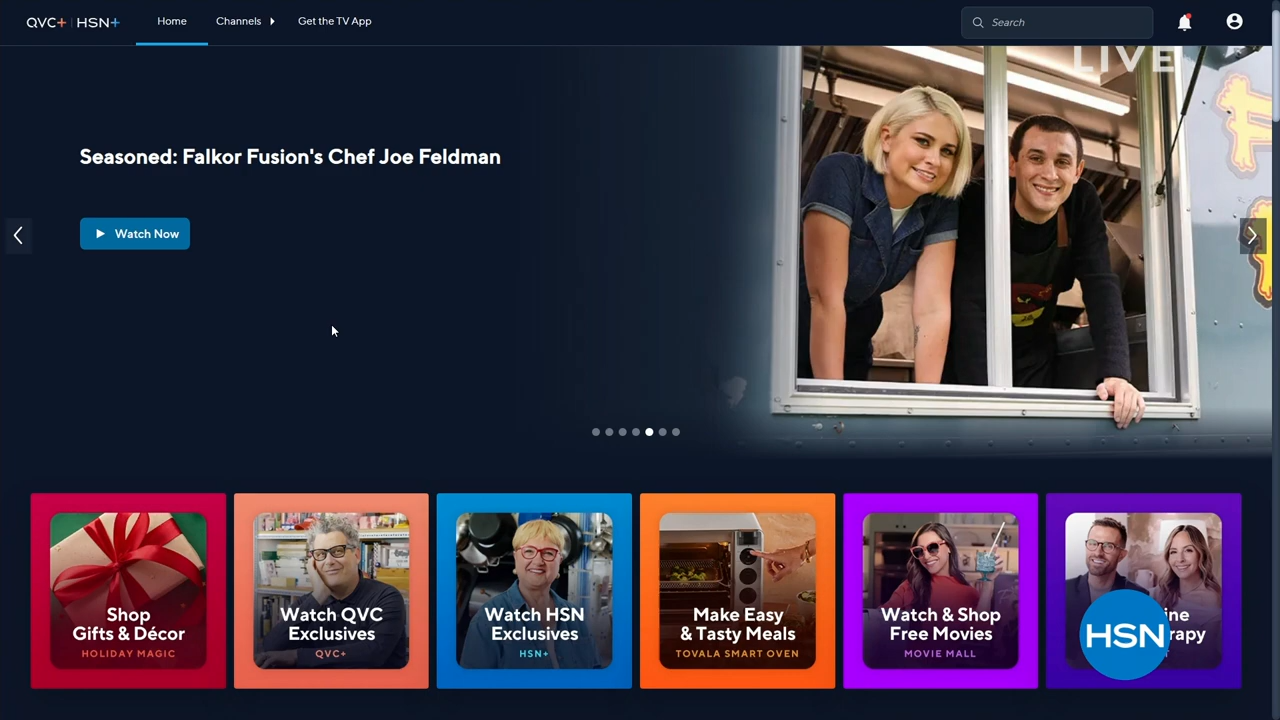 QVC+ | HSN+
Home
Channels
Get the TV App
Search
LIVE
Seasoned: Falkor Fusion's Chef Joe Feldman
Watch Now
Shop
Gifts & Décor
HOLIDAY MAGIC
Watch QVC
Exclusives
QVC+
Watch HSN
Exclusives
HSN+
Make Easy
& Tasty Meals
TOVALA SMART OVEN
Watch & Shop
Free Movies
MOVIE MALL
HSN